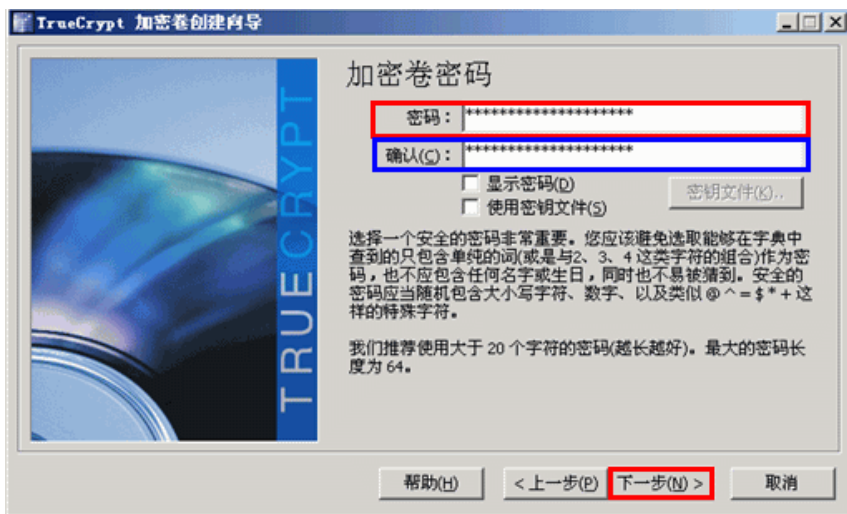 TrueCrypt 加密卷创建向导
TRUECRYPT
加密卷密码
密码： ********************
确认(C)： ********************
显示密码(D)
使用密钥文件(S)
密钥文件(K)..
选择一个安全的密码非常重要。您应该避免选取能够在字典中
查到的只包含单纯的词(或是与2、3、4 这类字符的组合)作为密
码，也不应包含任何名字或生日，同时也不易被猜到。安全的
密码应当随机包含大小写字符、数字、以及类似 @ ^ = $ * + 这
样的特殊字符。
我们推荐使用大于 20 个字符的密码(越长越好)。最大的密码长
度为 64。
帮助(H)
< 上一步(P)
下一步(N) >
取消